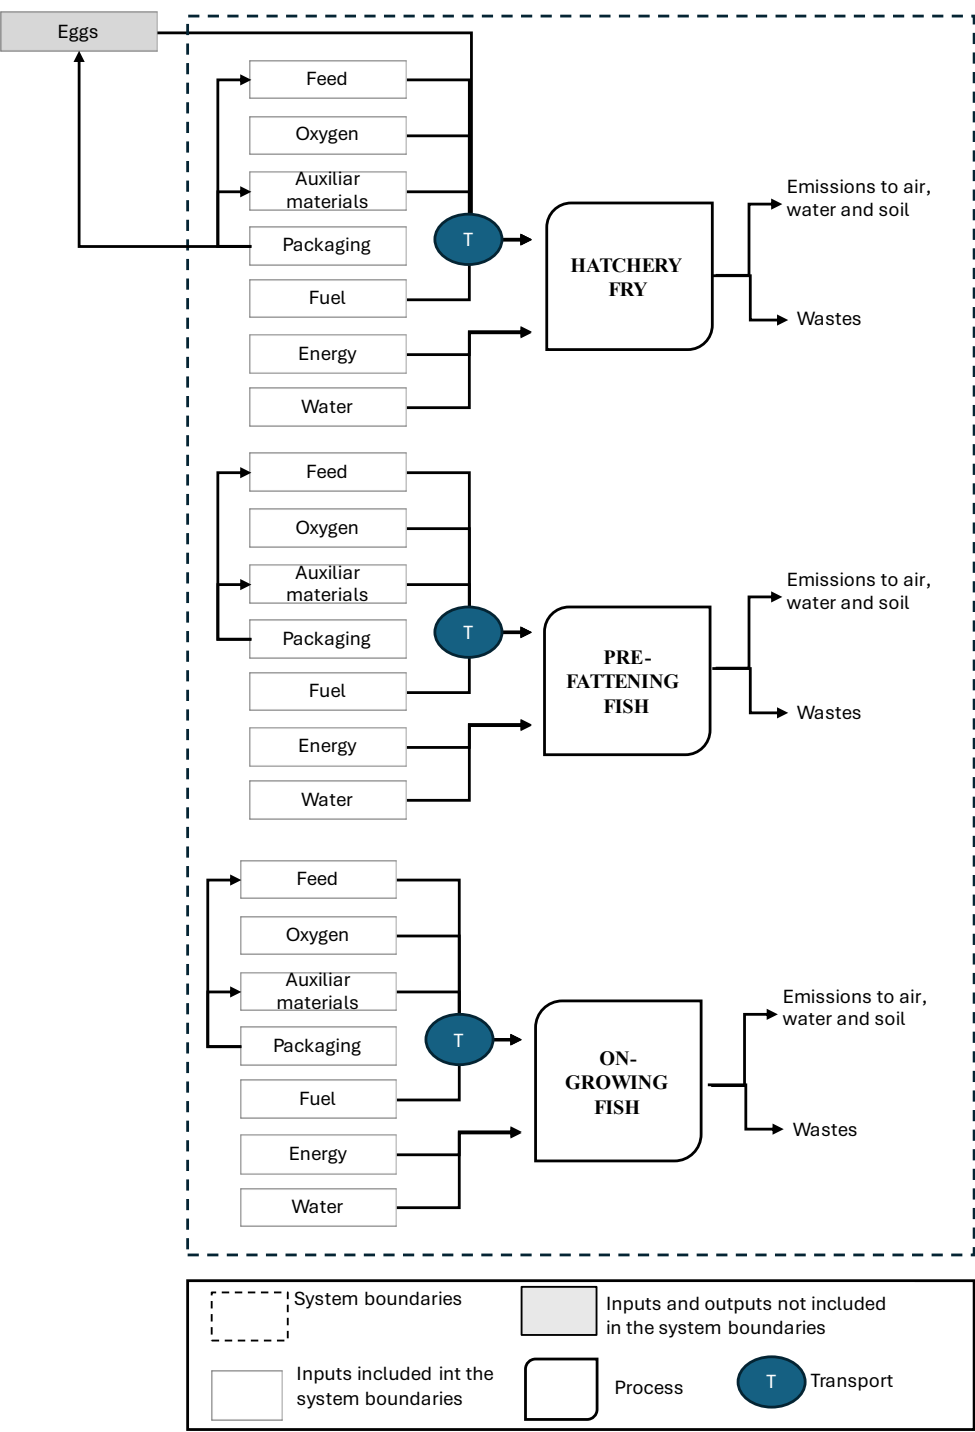 Eggs
Feed
Oxygen
Auxiliar
materials
Packaging
Fuel
Energy
Water
T
HATCHERY
FRY
Emissions to air,
water and soil
Wastes
Feed
Oxygen
Auxiliar
materials
Packaging
Fuel
Energy
Water
T
PRE-
FATTENING
FISH
Emissions to air,
water and soil
Wastes
Feed
Oxygen
Auxiliar
materials
Packaging
Fuel
Energy
Water
T
ON-
GROWING
FISH
Emissions to air,
water and soil
Wastes
System boundaries
Inputs and outputs not included
in the system boundaries
Inputs included int the
system boundaries
Process
T
Transport